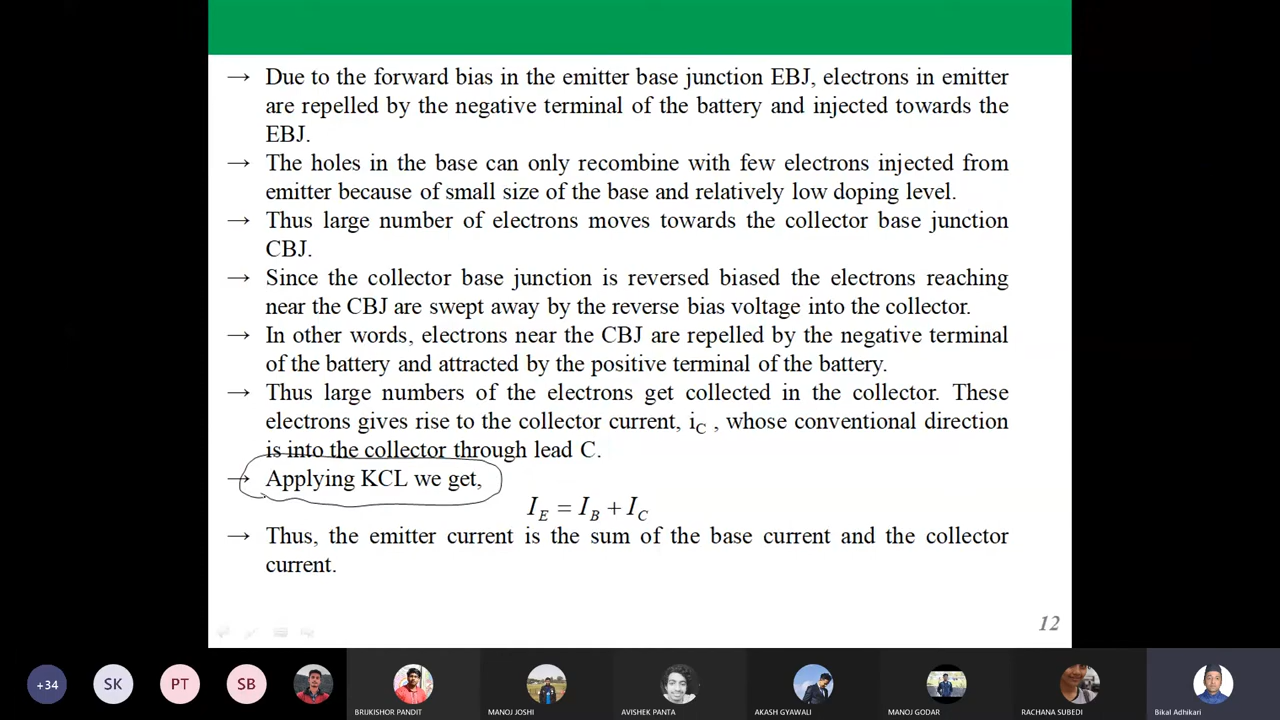 → Due to the forward bias in the emitter base junction EBJ, electrons in emitter
are repelled by the negative terminal of the battery and injected towards the
EBJ.
→ The holes in the base can only recombine with few electrons injected from
emitter because of small size of the base and relatively low doping level.
→ Thus large number of electrons moves towards the collector base junction
CBJ.
→ Since the collector base junction is reversed biased the electrons reaching
near the CBJ are swept away by the reverse bias voltage into the collector.
→ In other words, electrons near the CBJ are repelled by the negative terminal
of the battery and attracted by the positive terminal of the battery.
→ Thus large numbers of the electrons get collected in the collector. These
electrons gives rise to the collector current, i_C , whose conventional direction
is into the collector through lead C.
→ Applying KCL we get,
I_E = I_B + I_C
→ Thus, the emitter current is the sum of the base current and the collector
current.
12
+34 SK PT SB
BRIJKISHOR PANDIT MANOJ JOSHI AVISHEK PANTA AKASH GYAWALI MANOJ GODAR RACHANA SUBEDI Bikal Adhikari